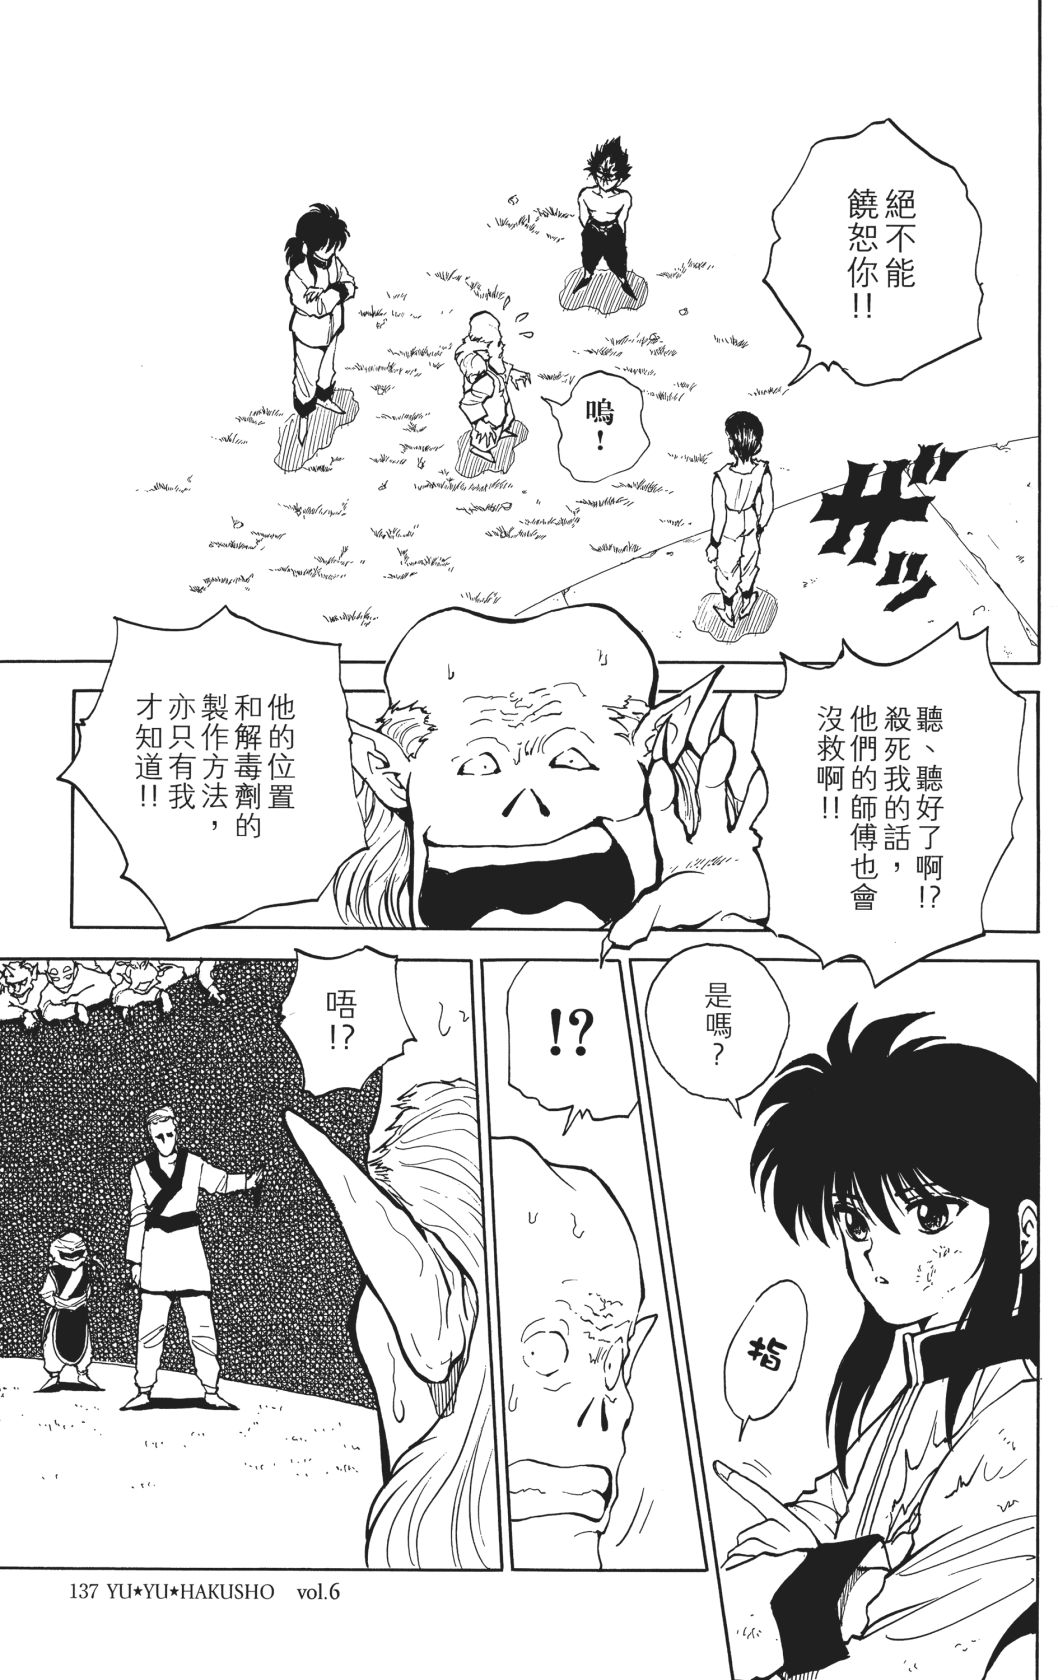 絕不能
饒恕你!!
嗚!
ザザッ
聽、聽好了啊!?
殺死我的話，
他們的師傅也會
沒救啊!!
他的位置
和解毒劑的
製作方法，
亦只有我
才知道!!
是嗎?
指
!?
唔!?
137 YU★YU★HAKUSHO vol.6